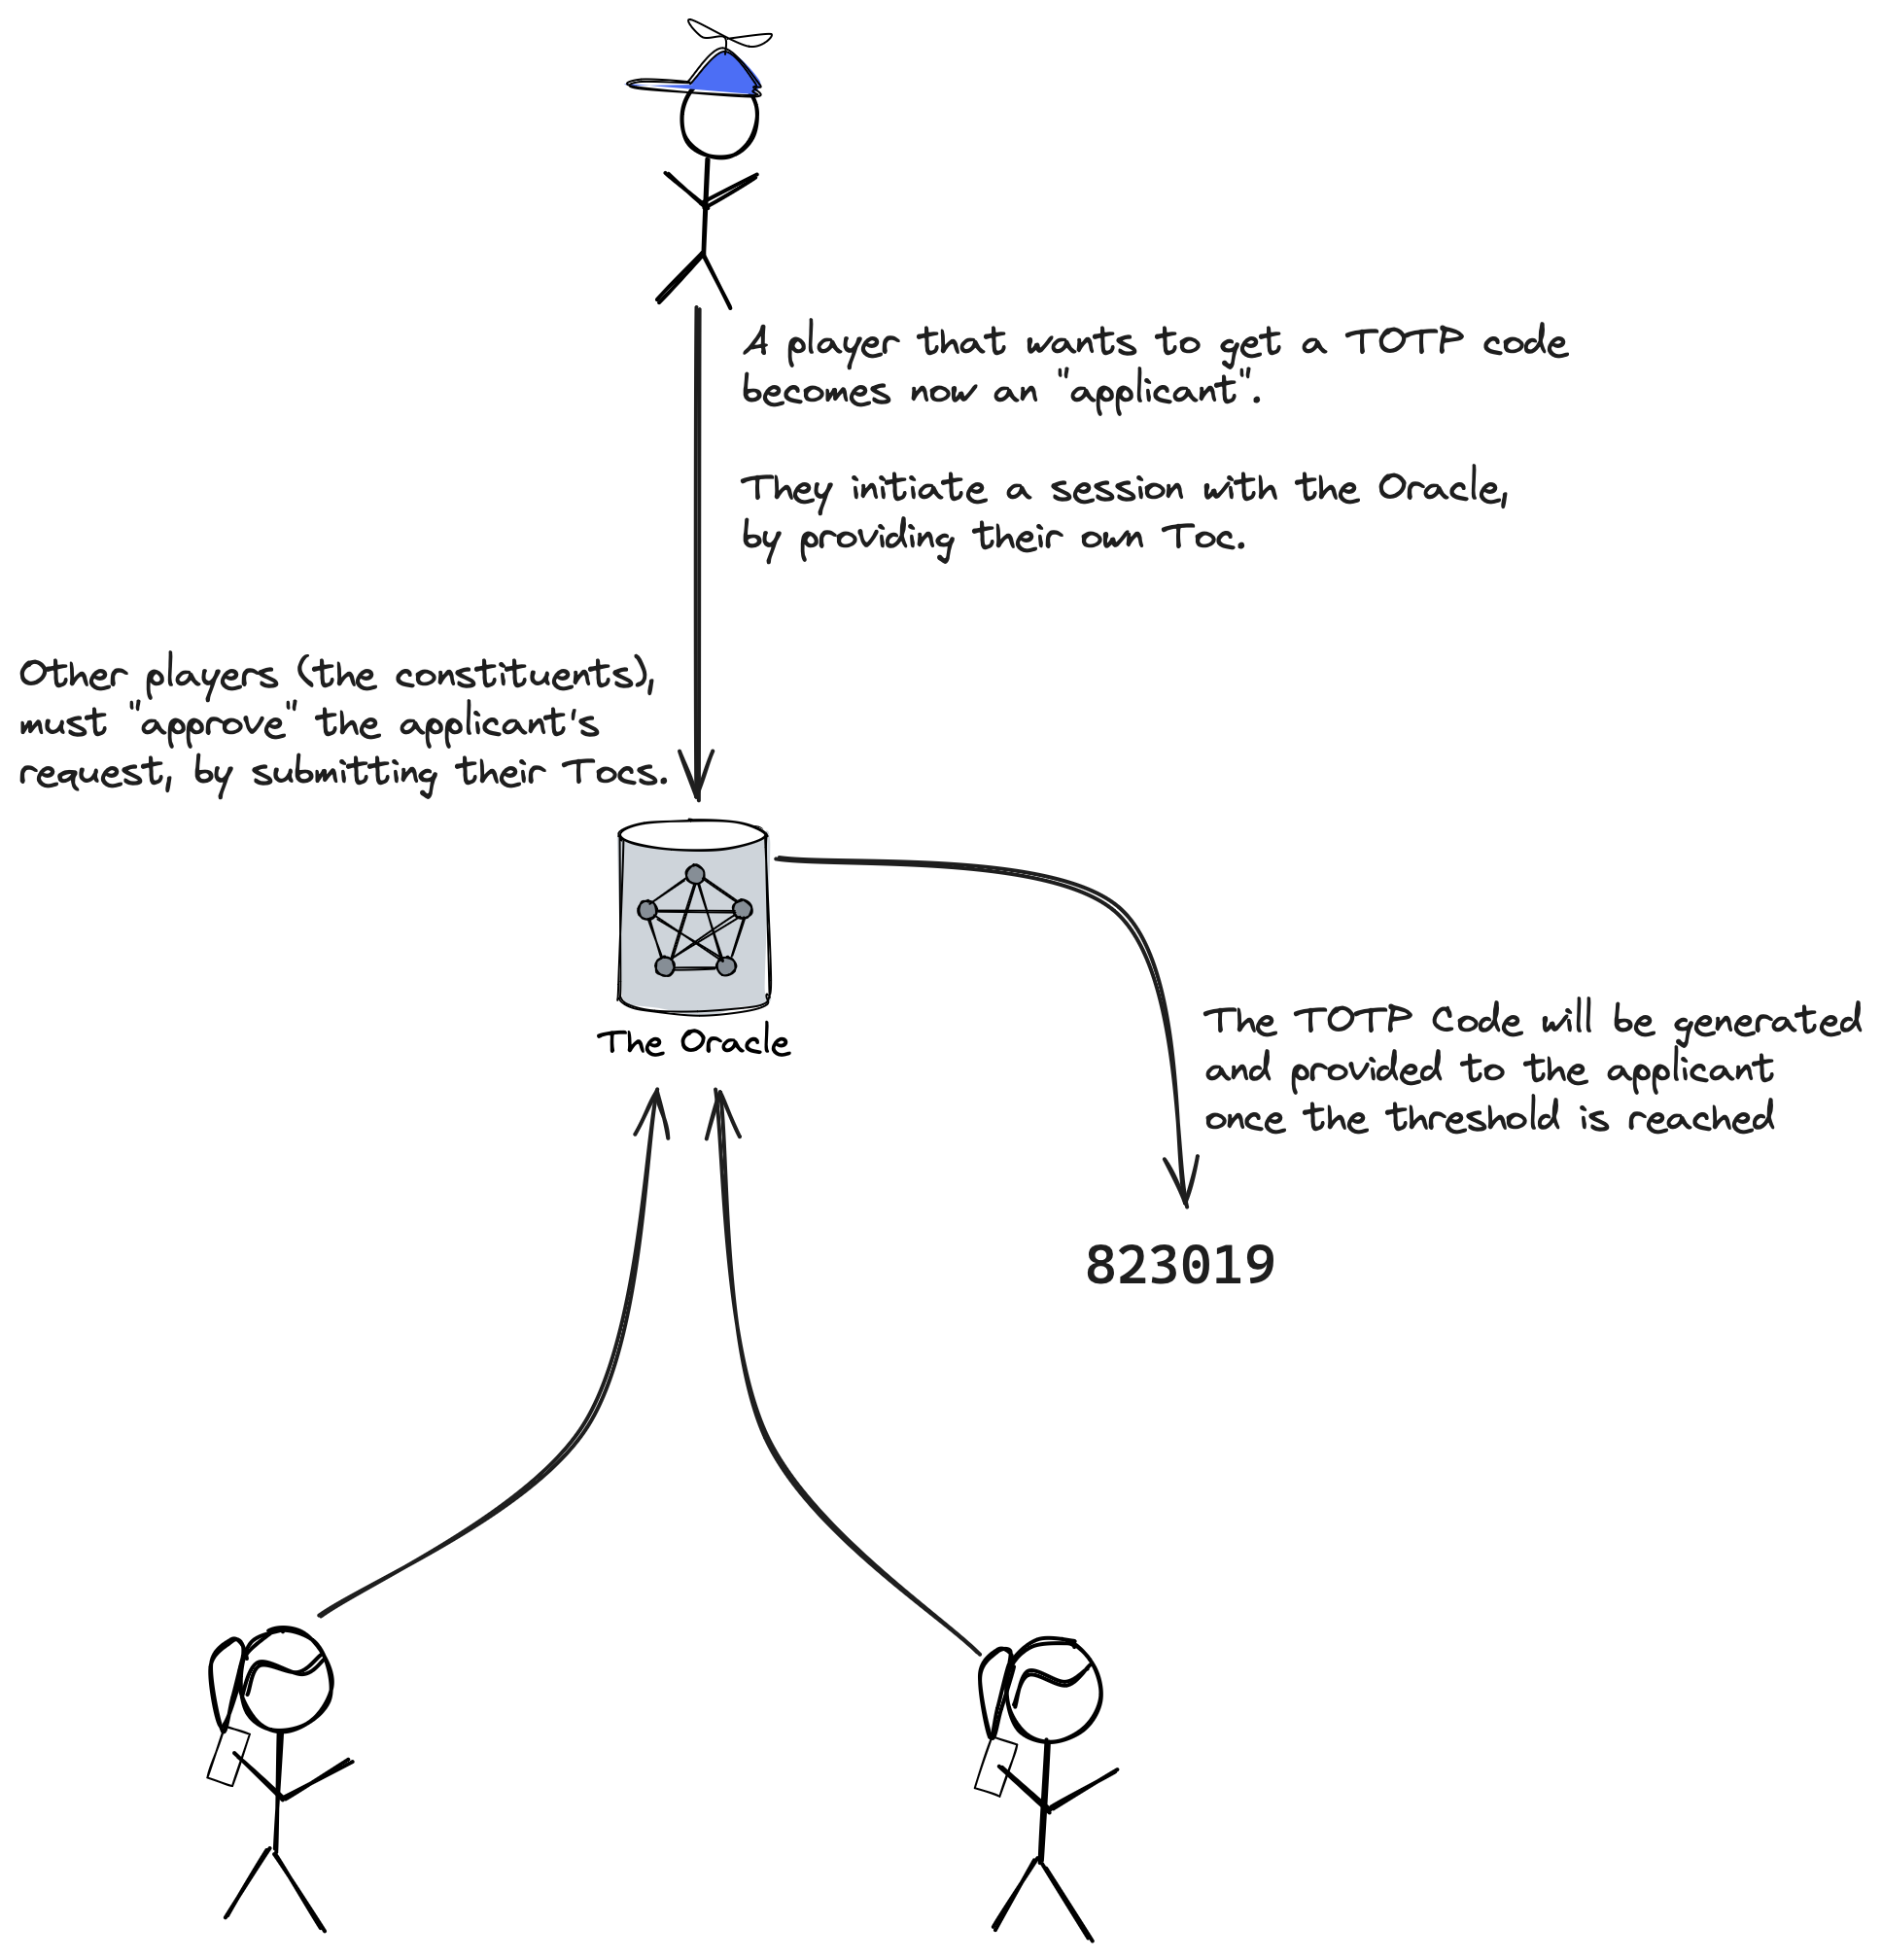 A player that wants to get a TOTP code
becomes now an "applicant".
They initiate a session with the Oracle,
by providing their own Toc.
Other players (the constituents),
must "approve" the applicant's
request, by submitting their Tocs.
The Oracle
The TOTP Code will be generated
and provided to the applicant
once the threshold is reached
823019